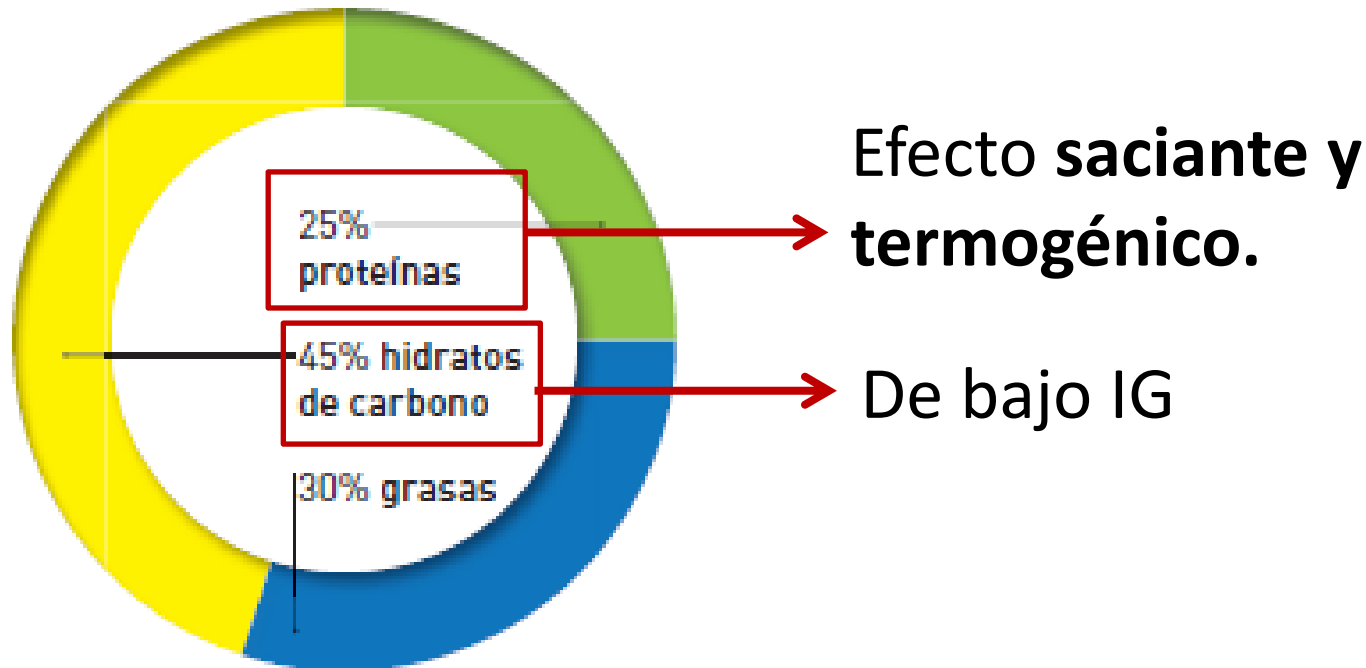 25%
proteínas
45% hidratos
de carbono
30% grasas
Efecto saciante y
termogénico.
De bajo IG